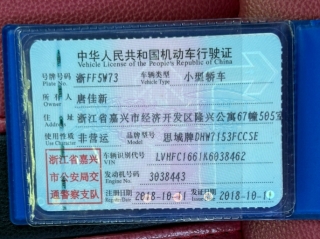 中华人民共和国机动车行驶证
Vehicle License of the People's Republic of China
号牌号码 浙FF5W73 车辆类型 小型轿车
Plate No. Vehicle Type
所有人 唐佳新
Owner
住址 浙江省嘉兴市经济开发区隆兴公寓67幢505室
Address
使用性质 非营运 品牌型号 思域牌DHW7153FCCSE
Use Character Model
浙江省嘉兴 车辆识别代号 LVHFC1661K6038462
VIN
市公安局交 发动机号码 3038443
Engine No.
通警察支队 注册日期 2018-10-11 发证日期 2018-10-11
Register Date Issue Date